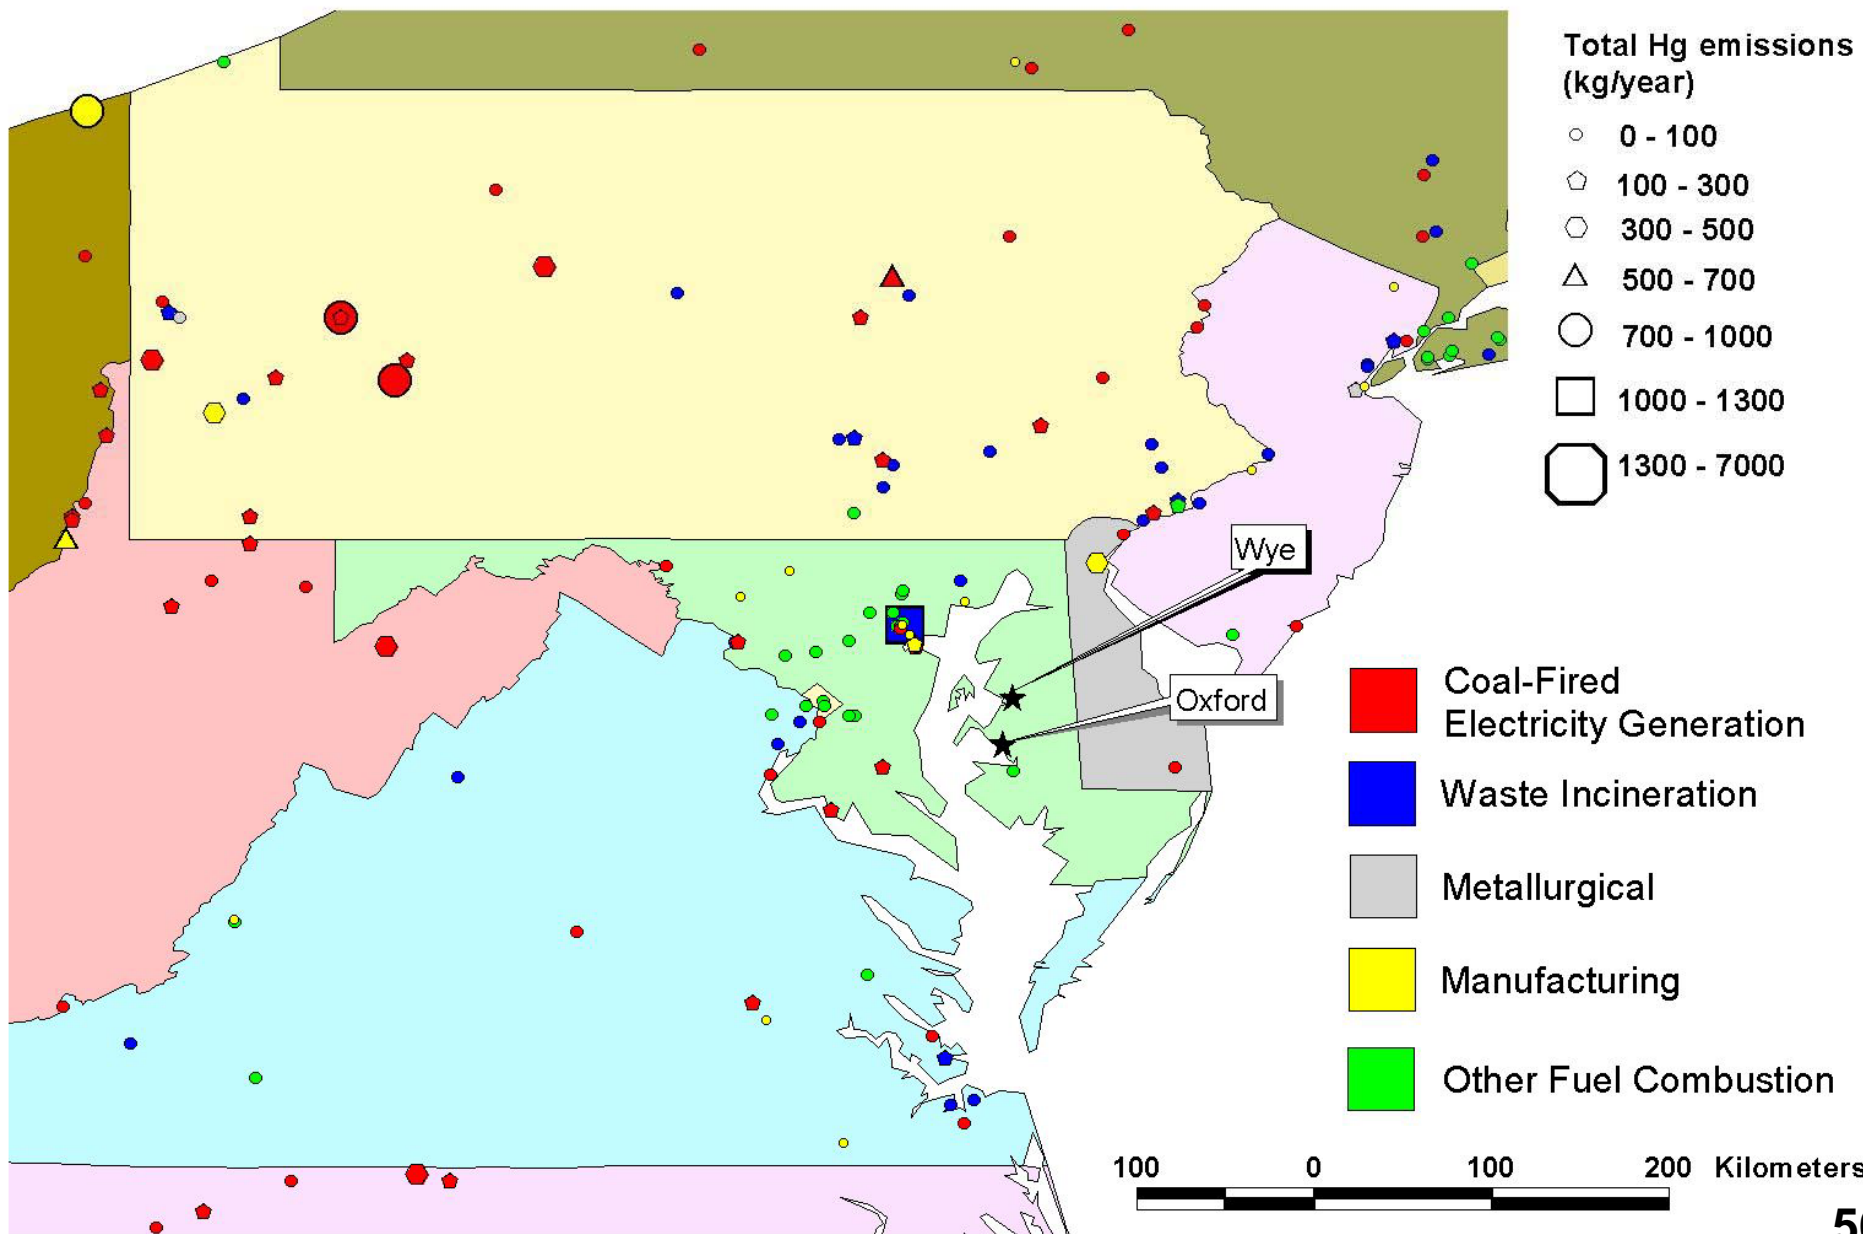 Total Hg emissions
(kg/year)
0 - 100
100 - 300
300 - 500
500 - 700
700 - 1000
1000 - 1300
1300 - 7000
Wye
Oxford
Coal-Fired
Electricity Generation
Waste Incineration
Metallurgical
Manufacturing
Other Fuel Combustion
100 0 100 200 Kilometers